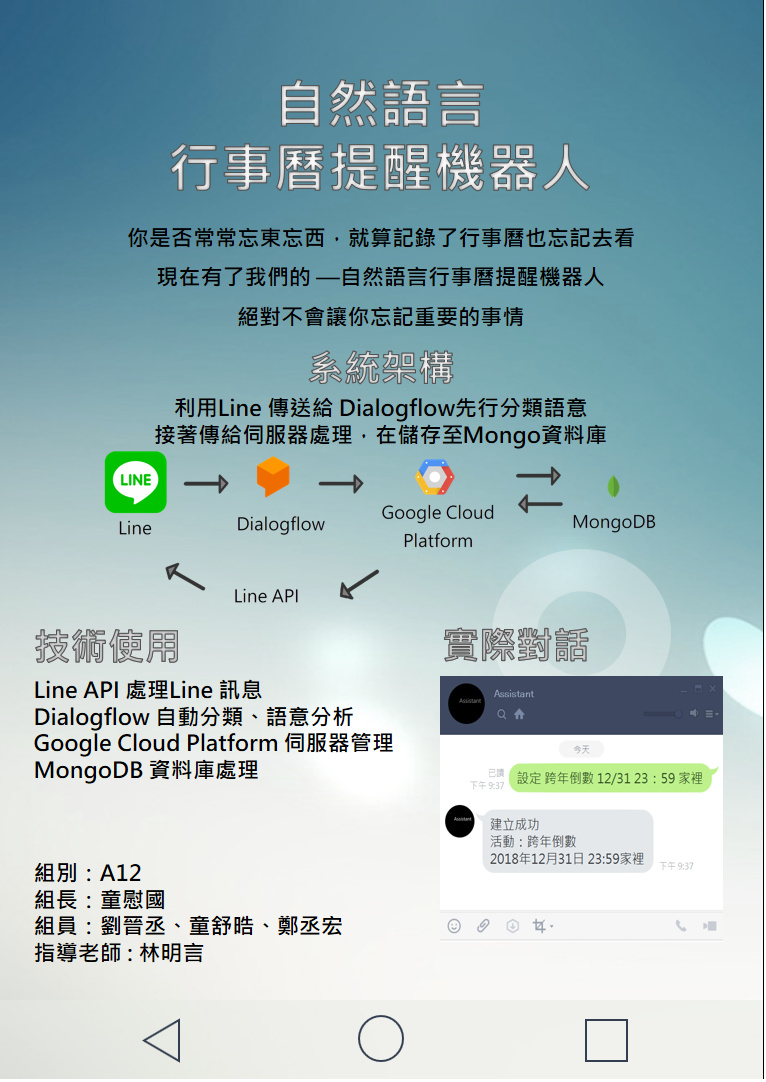 自然語言
行事曆提醒機器人
你是否常常忘東忘西，就算記錄了行事曆也忘記去看
現在有了我們的 —自然語言行事曆提醒機器人
絕對不會讓你忘記重要的事情
系統架構
利用Line 傳送給 Dialogflow先行分類語意
接著傳給伺服器處理，在儲存至Mongo資料庫
LINE
Line
Dialogflow
Google Cloud
Platform
MongoDB
Line API
技術使用
Line API 處理Line 訊息
Dialogflow 自動分類、語意分析
Google Cloud Platform 伺服器管理
MongoDB 資料庫處理
組別：A12
組長：童慰國
組員：劉晉丞、童舒晧、鄭丞宏
指導老師 : 林明言
實際對話
Assistant
Assistant
今天
已讀
下午 9:37
設定 跨年倒數 12/31 23：59 家裡
Assistant
建立成功
活動：跨年倒數
2018年12月31日 23:59家裡
下午 9:37